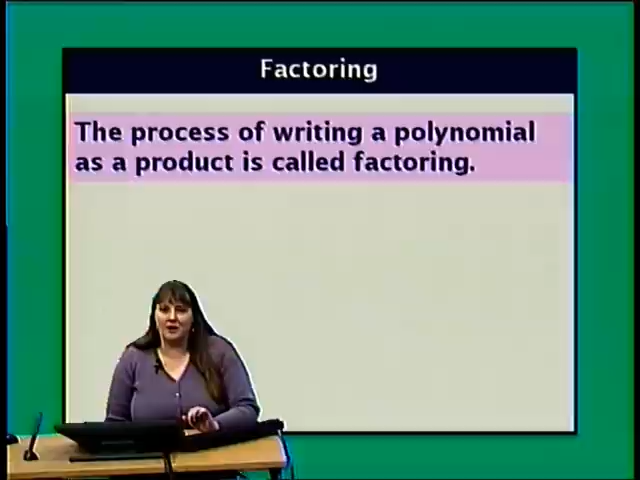 Factoring
The process of writing a polynomial
as a product is called factoring.